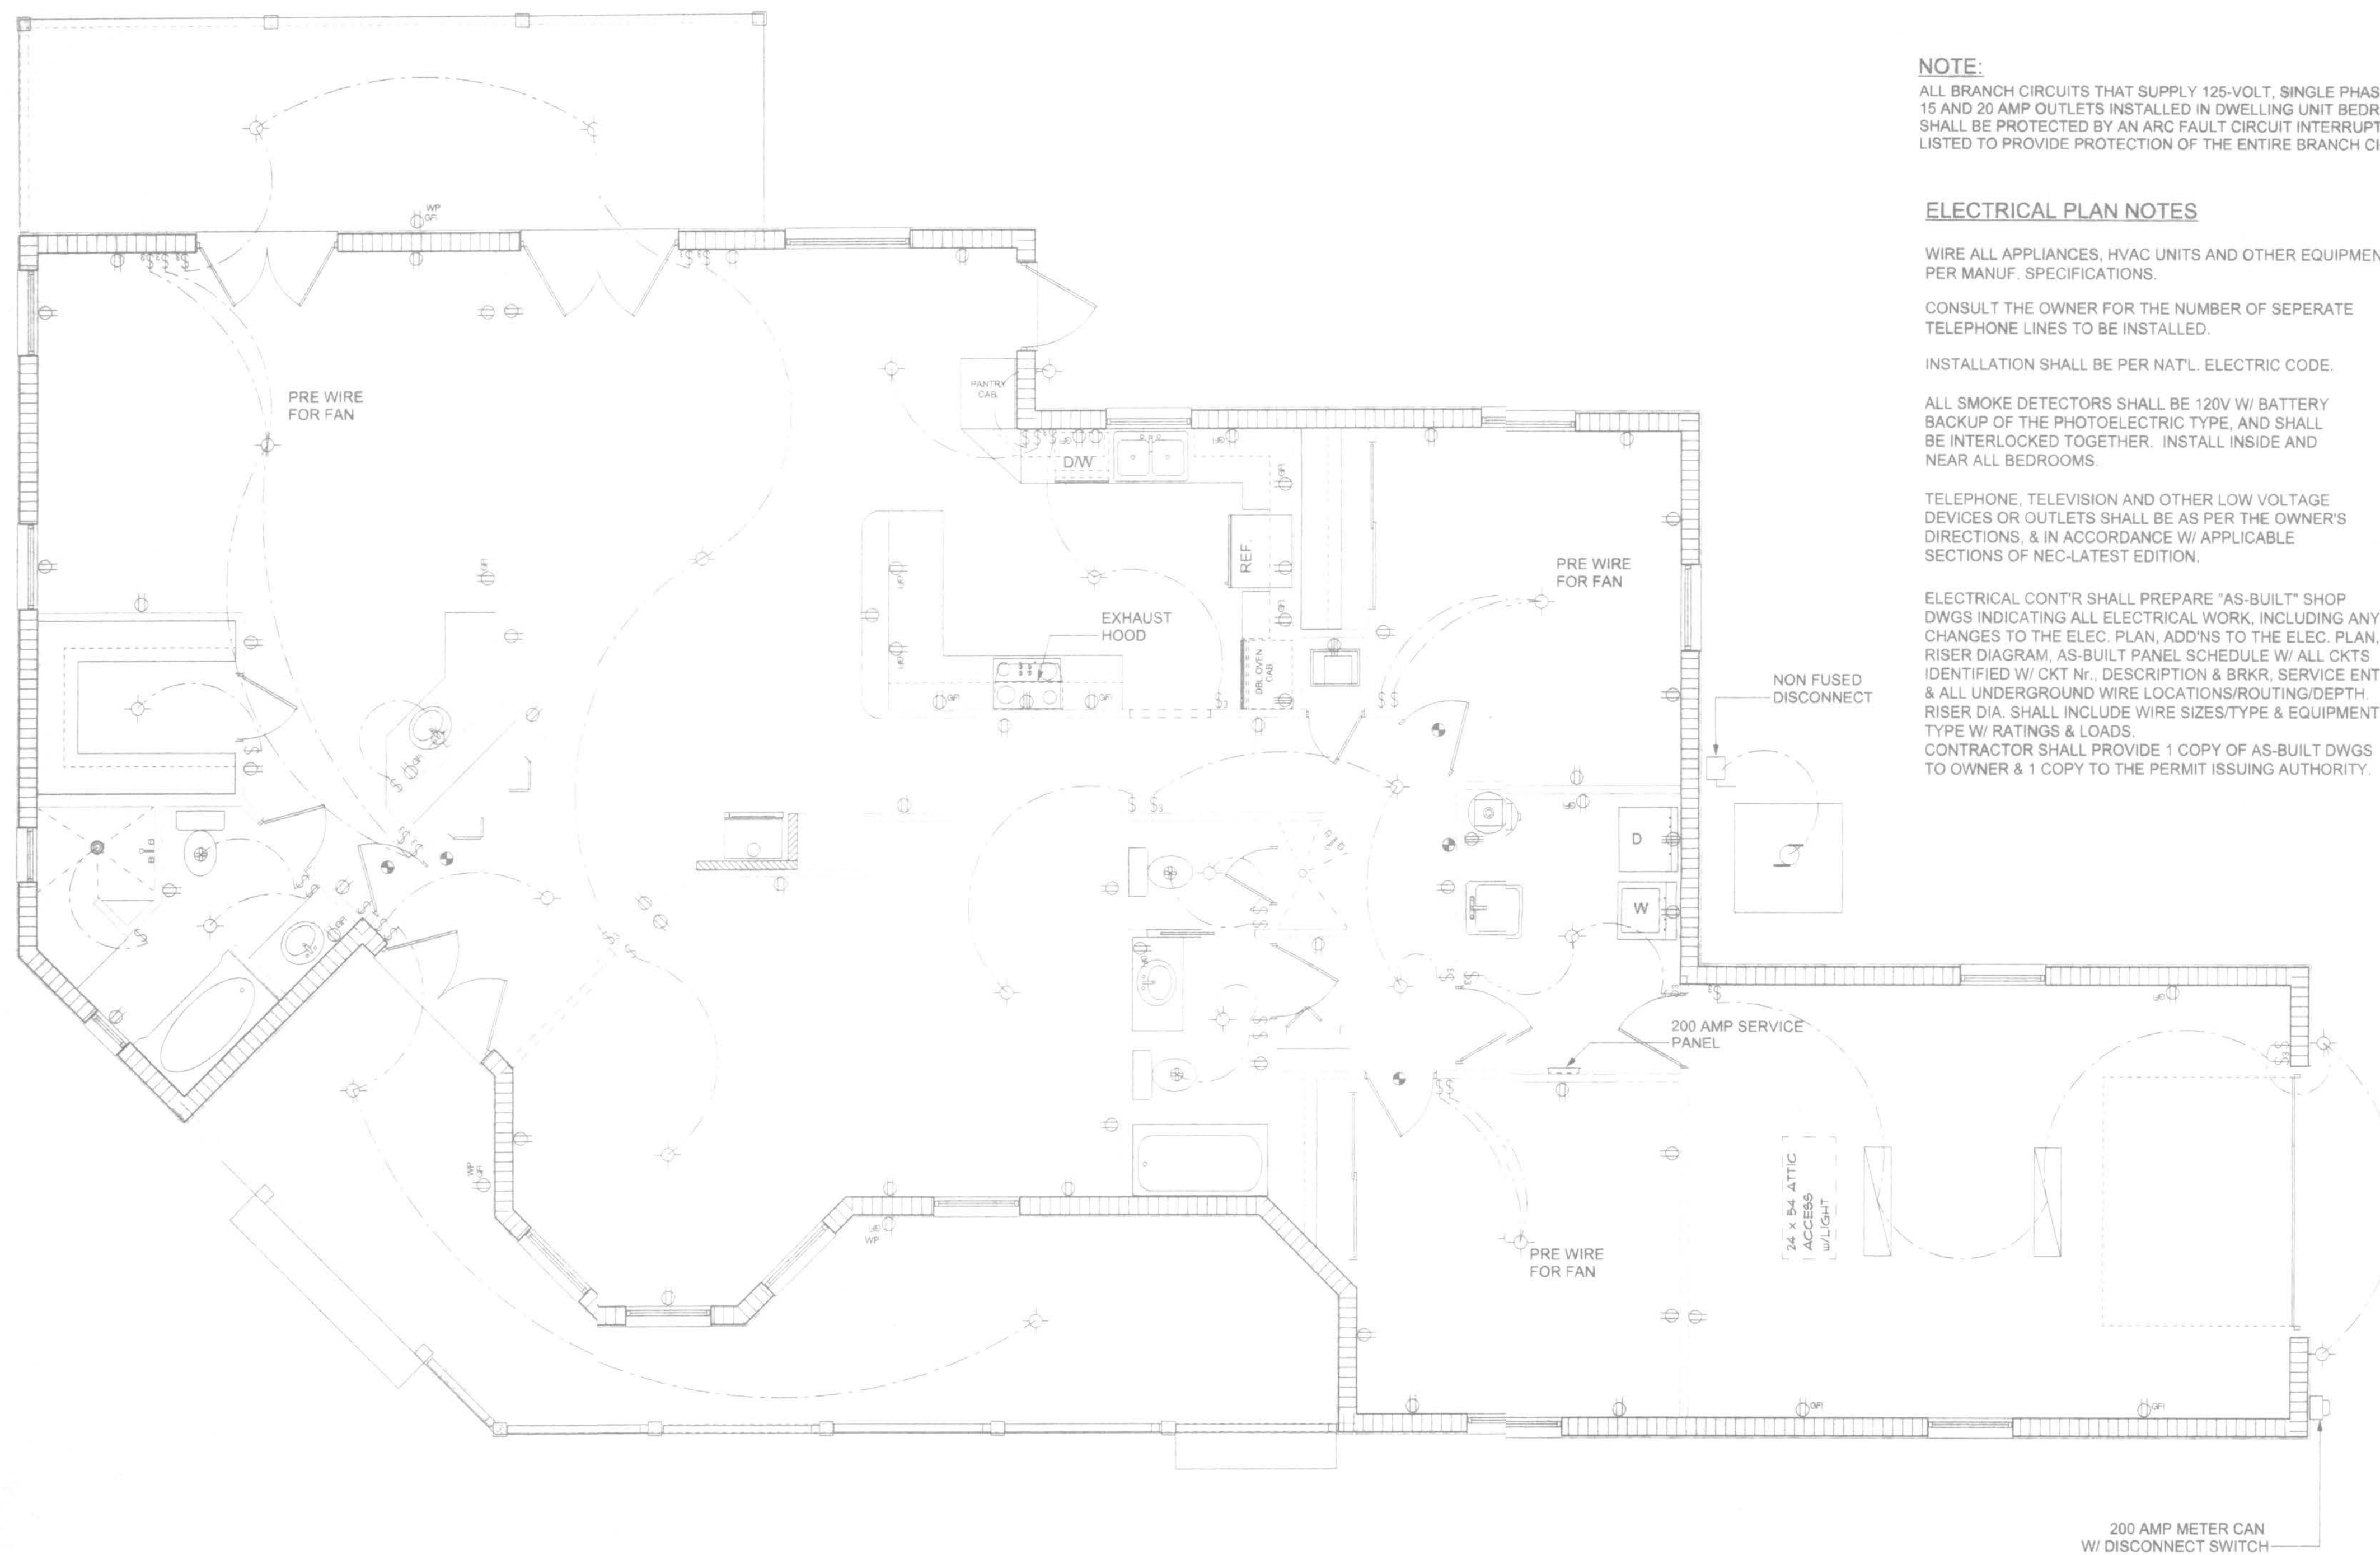 NOTE:
ALL BRANCH CIRCUITS THAT SUPPLY 125-VOLT, SINGLE PHAS
15 AND 20 AMP OUTLETS INSTALLED IN DWELLING UNIT BEDR
SHALL BE PROTECTED BY AN ARC FAULT CIRCUIT INTERRUPT
LISTED TO PROVIDE PROTECTION OF THE ENTIRE BRANCH CI
ELECTRICAL PLAN NOTES
WIRE ALL APPLIANCES, HVAC UNITS AND OTHER EQUIPMEN
PER MANUF. SPECIFICATIONS.
CONSULT THE OWNER FOR THE NUMBER OF SEPERATE
TELEPHONE LINES TO BE INSTALLED.
INSTALLATION SHALL BE PER NAT'L. ELECTRIC CODE.
ALL SMOKE DETECTORS SHALL BE 120V W/ BATTERY
BACKUP OF THE PHOTOELECTRIC TYPE, AND SHALL
BE INTERLOCKED TOGETHER. INSTALL INSIDE AND
NEAR ALL BEDROOMS.
TELEPHONE, TELEVISION AND OTHER LOW VOLTAGE
DEVICES OR OUTLETS SHALL BE AS PER THE OWNER'S
DIRECTIONS, & IN ACCORDANCE W/ APPLICABLE
SECTIONS OF NEC-LATEST EDITION.
ELECTRICAL CONT'R SHALL PREPARE "AS-BUILT" SHOP
DWGS INDICATING ALL ELECTRICAL WORK, INCLUDING ANY
CHANGES TO THE ELEC. PLAN, ADD'NS TO THE ELEC. PLAN,
RISER DIAGRAM, AS-BUILT PANEL SCHEDULE W/ ALL CKTS
IDENTIFIED W/ CKT Nr., DESCRIPTION & BRKR, SERVICE ENT
& ALL UNDERGROUND WIRE LOCATIONS/ROUTING/DEPTH.
RISER DIA. SHALL INCLUDE WIRE SIZES/TYPE & EQUIPMENT
TYPE W/ RATINGS & LOADS.
CONTRACTOR SHALL PROVIDE 1 COPY OF AS-BUILT DWGS
TO OWNER & 1 COPY TO THE PERMIT ISSUING AUTHORITY.
WP
GFI
PRE WIRE
FOR FAN
PANTRY
CAB.
D/W
GFI
REF.
PRE WIRE
FOR FAN
EXHAUST
HOOD
GFI
GFI
GFI
DBL OVEN
CAB.
NON FUSED
DISCONNECT
D
W
200 AMP SERVICE
PANEL
WP
GFI
WP
24 x 54 ATTIC
ACCESS
w/LIGHT
PRE WIRE
FOR FAN
GFI
GFI
200 AMP METER CAN
W/ DISCONNECT SWITCH